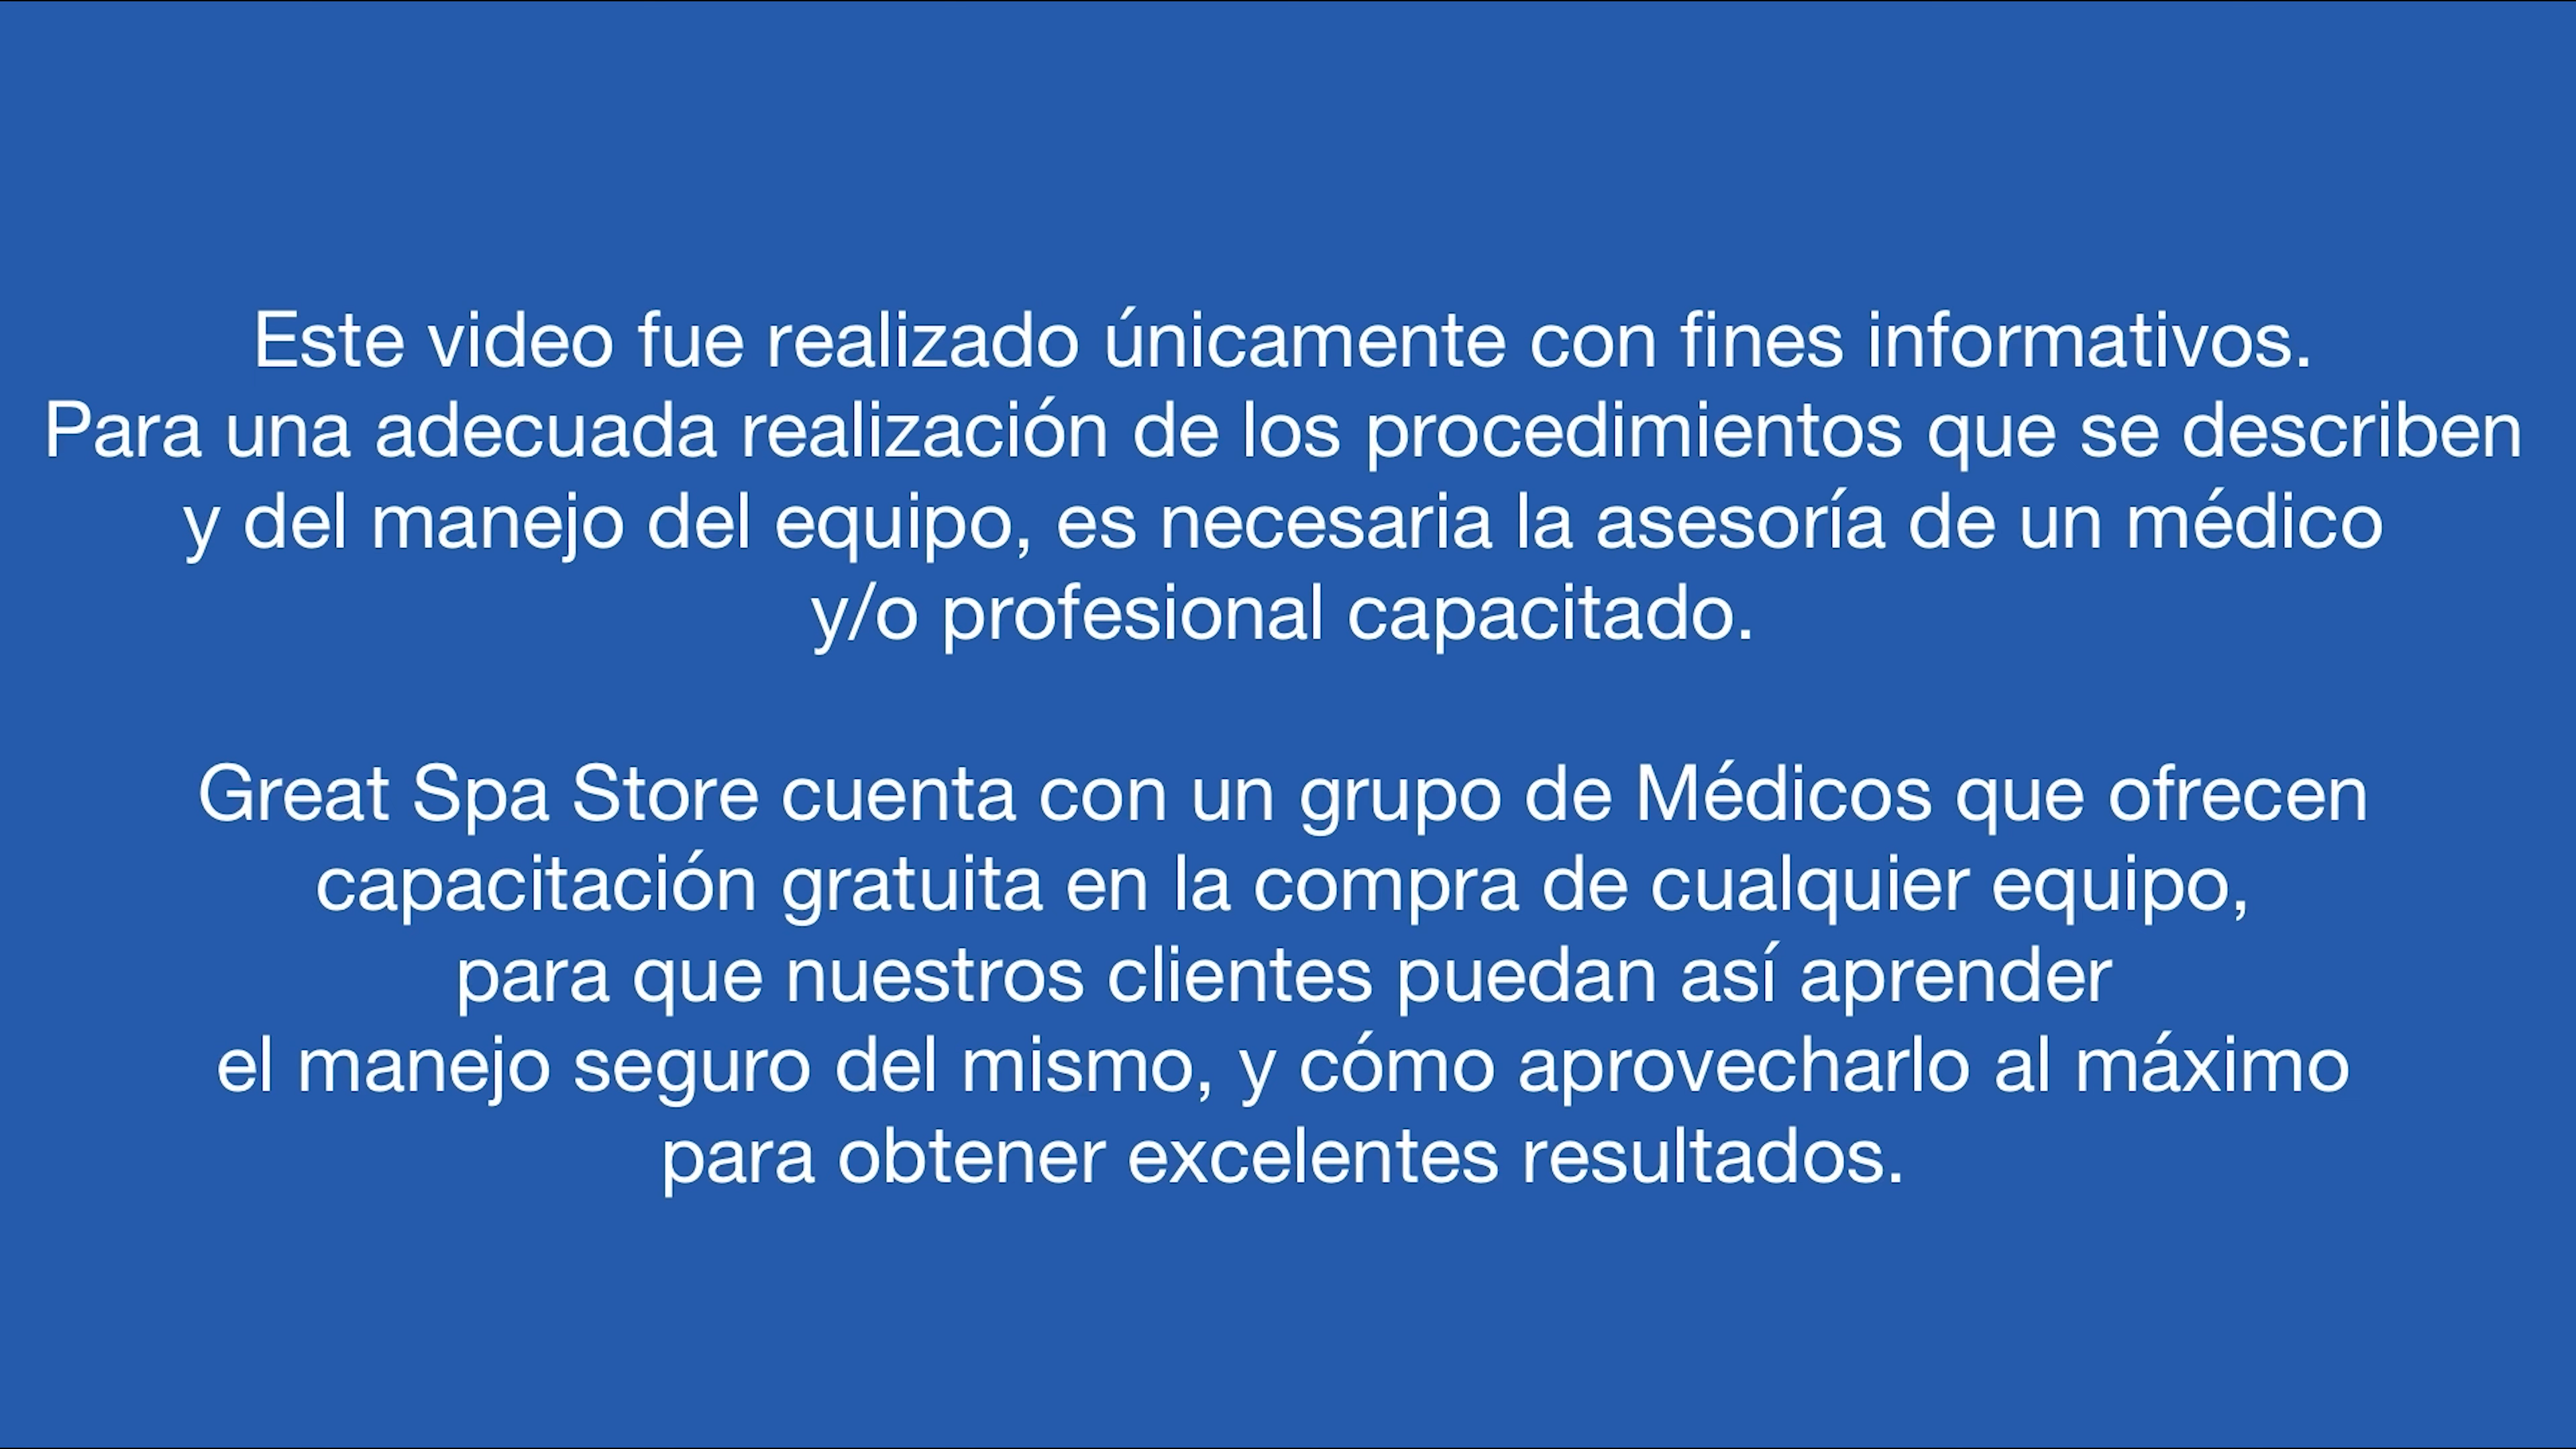 Este video fue realizado únicamente con fines informativos.
Para una adecuada realización de los procedimientos que se describen
y del manejo del equipo, es necesaria la asesoría de un médico
y/o profesional capacitado.
Great Spa Store cuenta con un grupo de Médicos que ofrecen
capacitación gratuita en la compra de cualquier equipo,
para que nuestros clientes puedan así aprender
el manejo seguro del mismo, y cómo aprovecharlo al máximo
para obtener excelentes resultados.